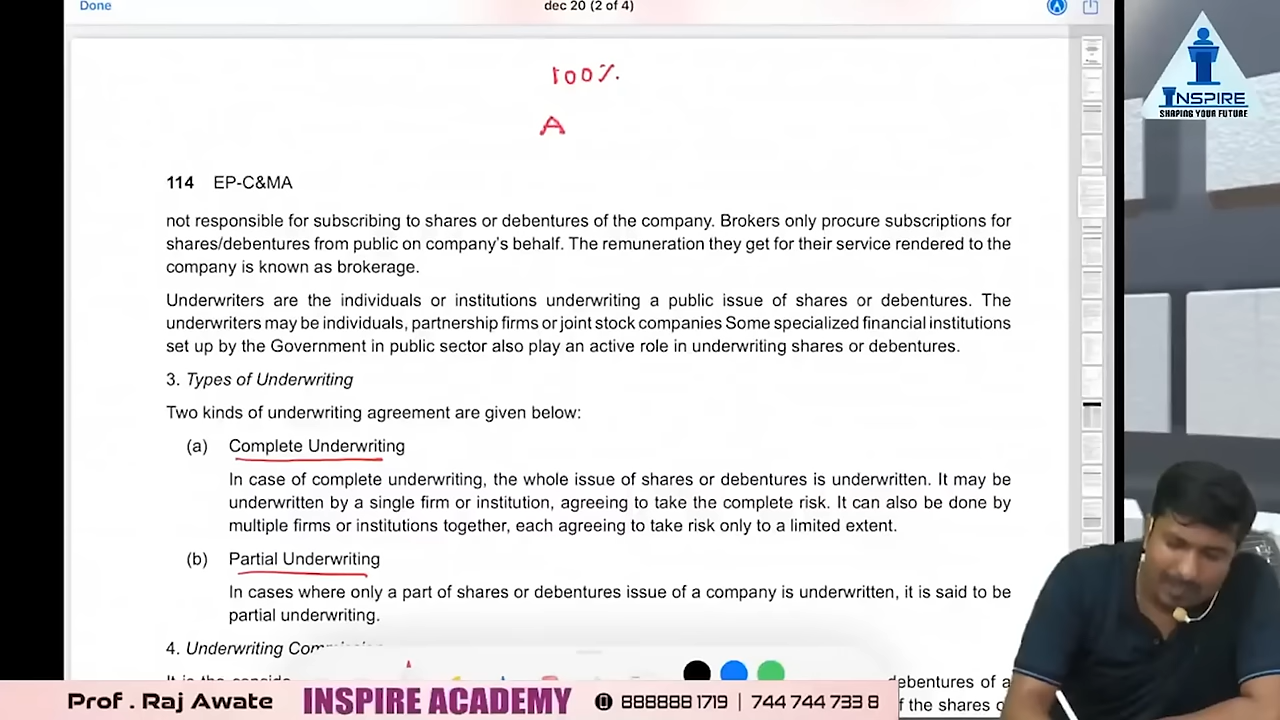 Done
dec 20 (2 of 4)
100%
A
INSPIRE
SHAPING YOUR FUTURE
114 EP-C&MA
not responsible for subscribing to shares or debentures of the company. Brokers only procure subscriptions for
shares/debentures from pubic on company's behalf. The remuneration they get for their service rendered to the
company is known as brokerage.
Underwriters are the individuals or institutions underwriting a public issue of shares or debentures. The
underwriters may be individuals, partnership firms or joint stock companies Some specialized financial institutions
set up by the Government in public sector also play an active role in underwriting shares or debentures.
3. Types of Underwriting
Two kinds of underwriting agreement are given below:
(a) Complete Underwriting
In case of complete underwriting, the whole issue of shares or debentures is underwritten. It may be
underwritten by a single firm or institution, agreeing to take the complete risk. It can also be done by
multiple firms or institutions together, each agreeing to take risk only to a limited extent.
(b) Partial Underwriting
In cases where only a part of shares or debentures issue of a company is underwritten, it is said to be
partial underwriting.
4. Underwriting
debentures of a
f the shares
Prof . Raj Awate INSPIRE ACADEMY 888888 1719 | 744 744 733 8